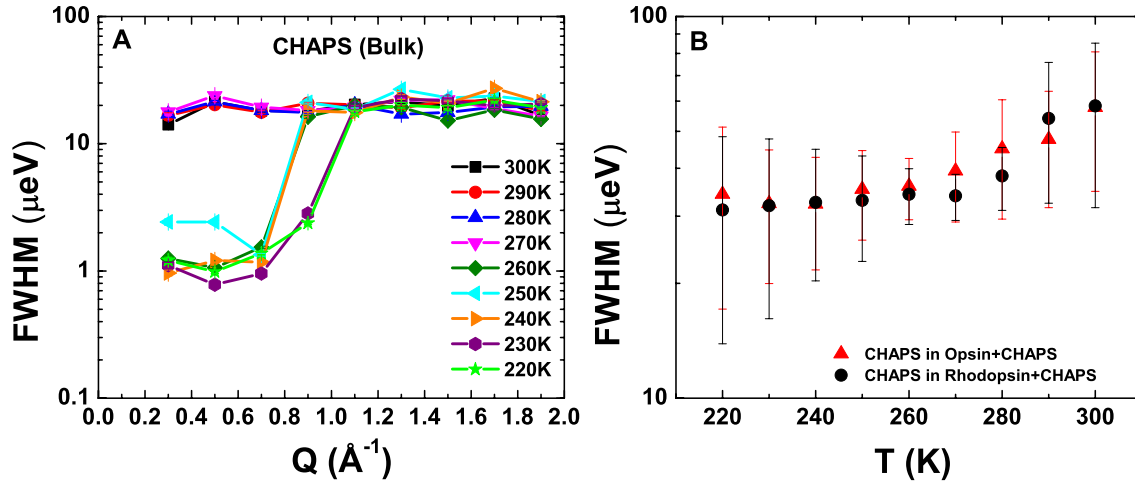 A
CHAPS (Bulk)
FWHM (μeV)
100
10
1
0.1
300K
290K
280K
270K
260K
250K
240K
230K
220K
0.0 0.2 0.4 0.6 0.8 1.0 1.2 1.4 1.6 1.8 2.0
Q (Å⁻¹)
B
FWHM (μeV)
100
10
CHAPS in Opsin+CHAPS
CHAPS in Rhodopsin+CHAPS
220 230 240 250 260 270 280 290 300
T (K)